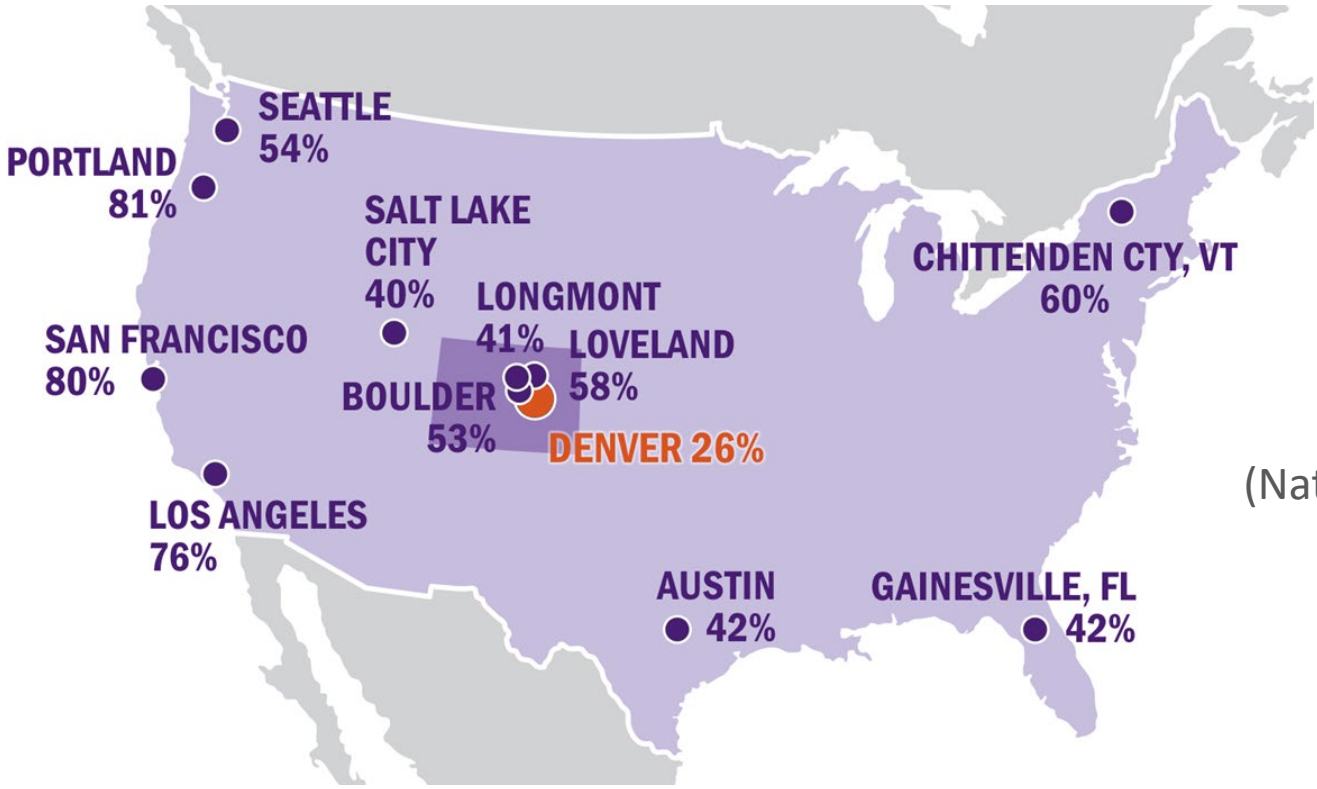 SEATTLE
54%
PORTLAND
81%
SALT LAKE
CITY
40%
LONGMONT
41%
LOVELAND
58%
CHITTENDEN CTY, VT
60%
SAN FRANCISCO
80%
BOULDER
53%
DENVER 26%
LOS ANGELES
76%
AUSTIN
42%
GAINESVILLE, FL
42%